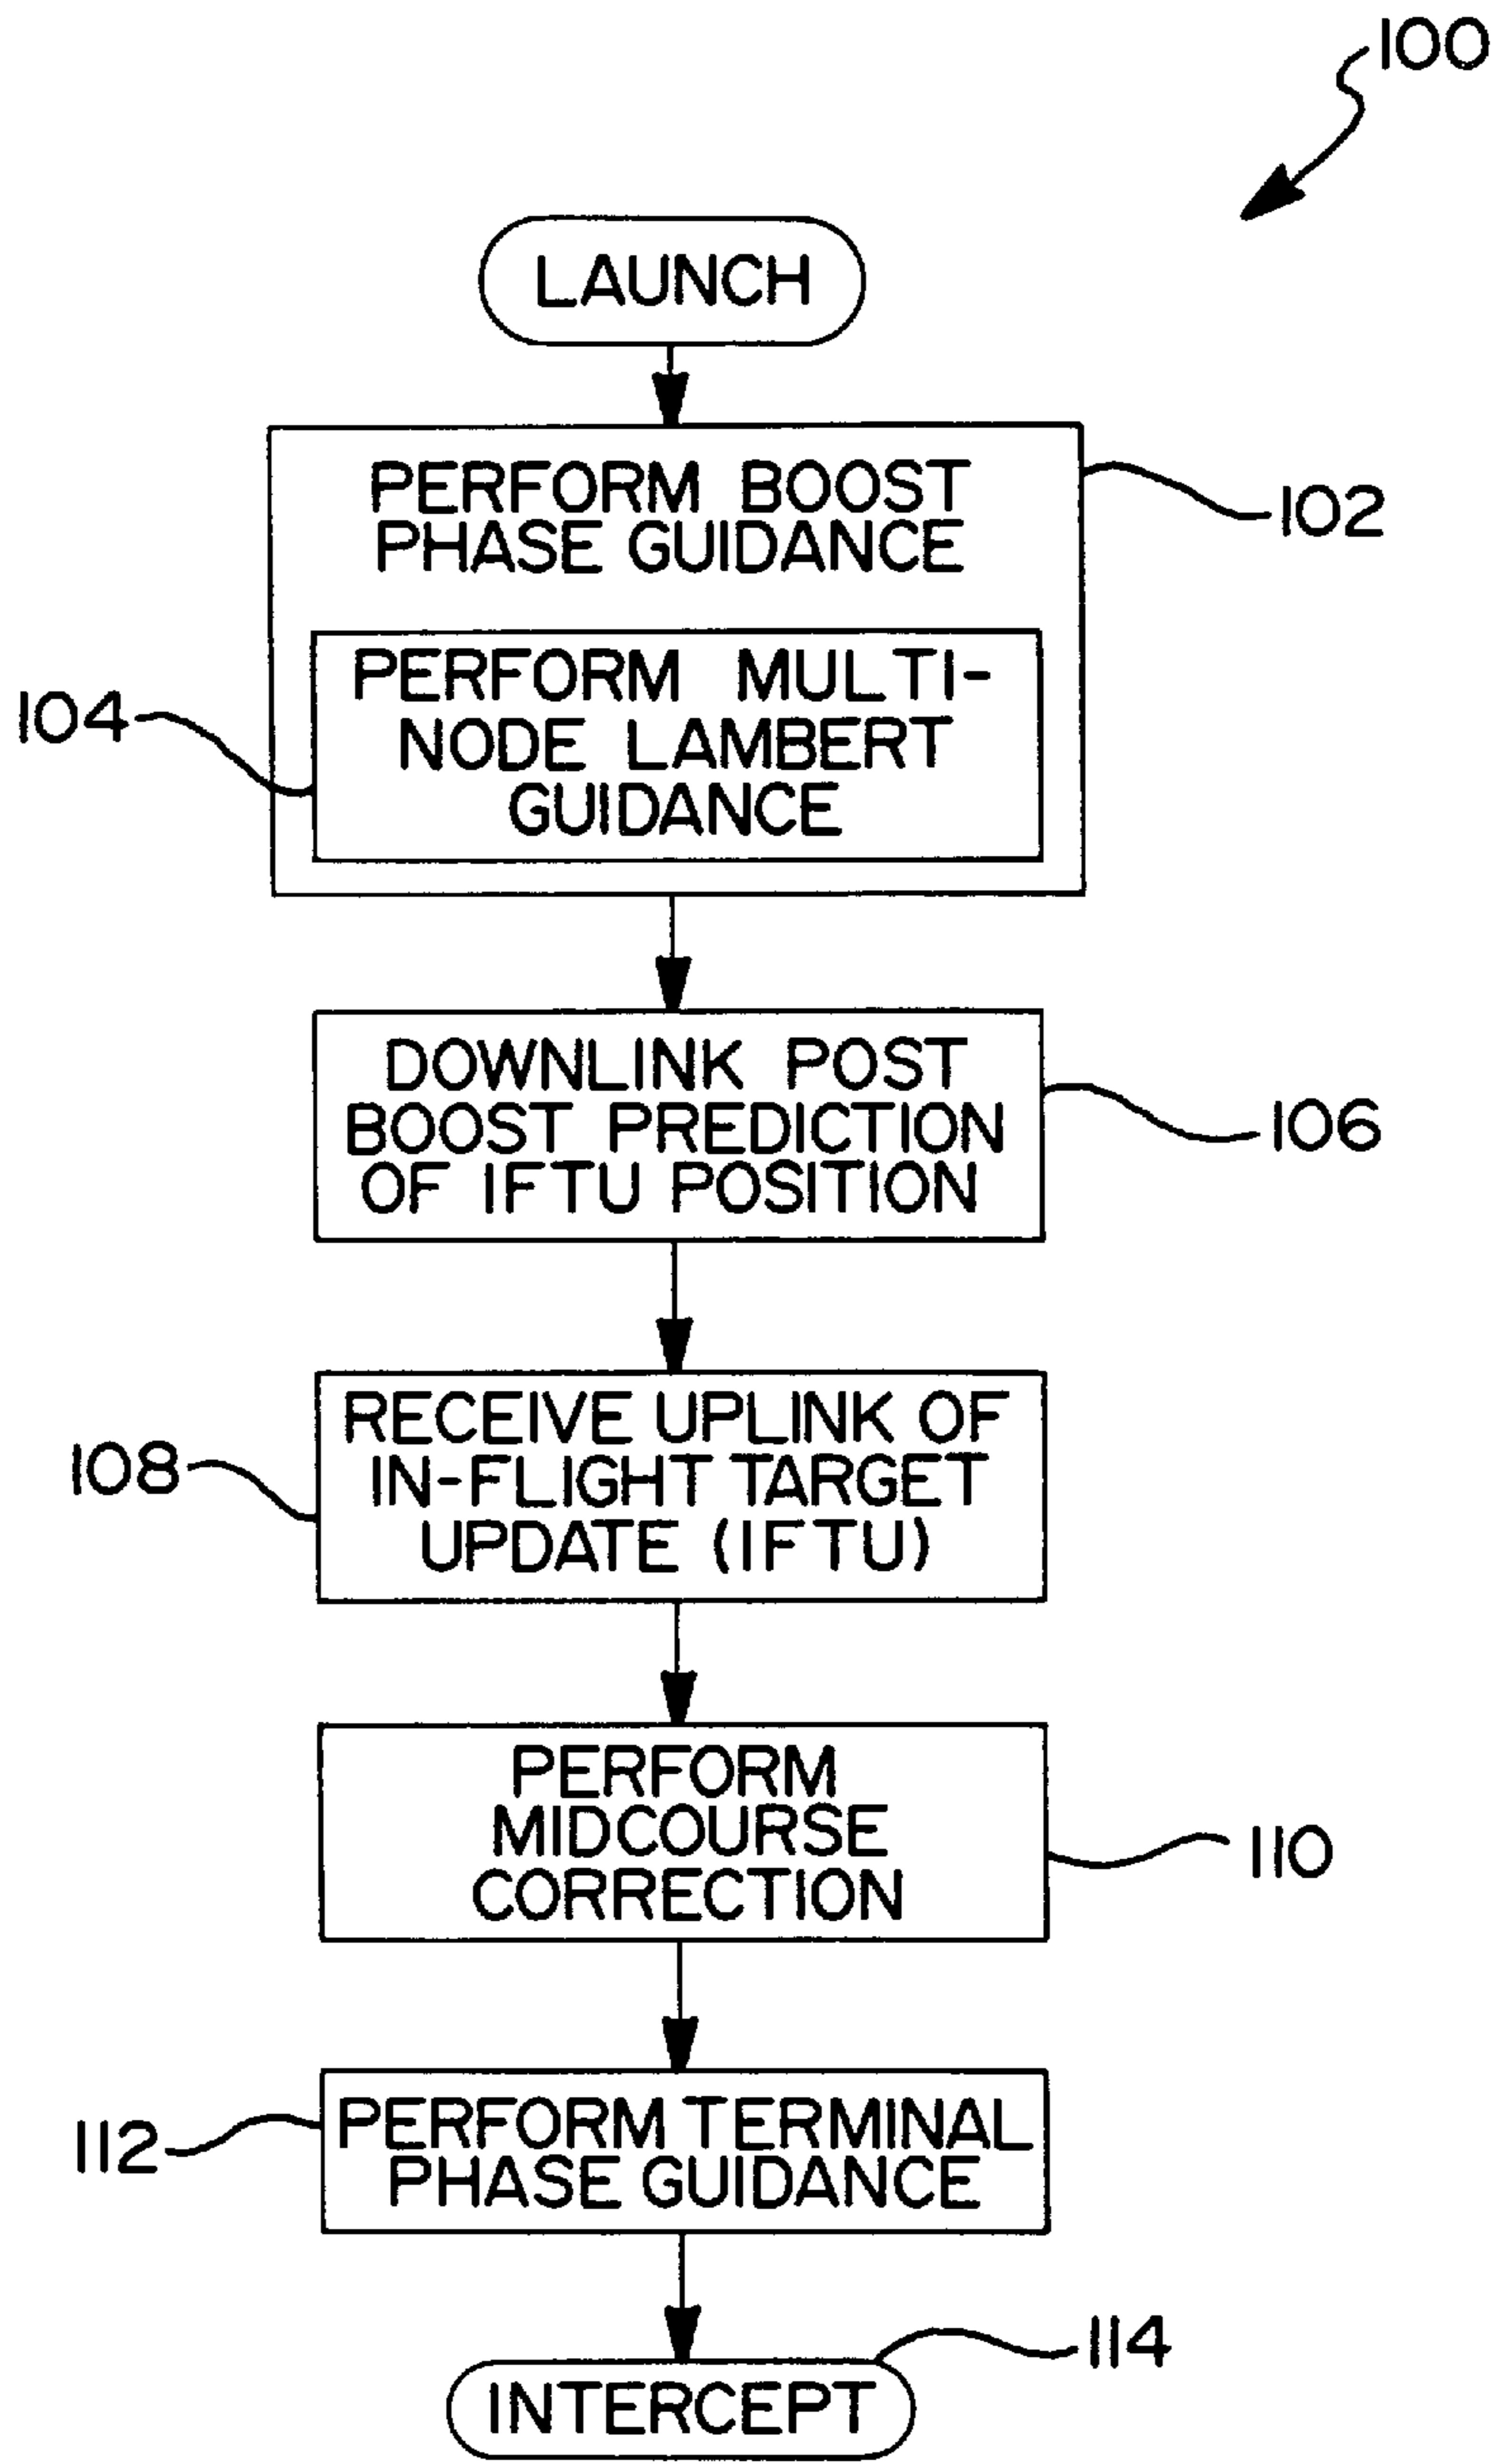 100
LAUNCH
PERFORM BOOST
PHASE GUIDANCE
102
PERFORM MULTI-
NODE LAMBERT
GUIDANCE
104
DOWNLINK POST
BOOST PREDICTION
OF IFTU POSITION
106
RECEIVE UPLINK OF
IN-FLIGHT TARGET
UPDATE (IFTU)
108
PERFORM
MIDCOURSE
CORRECTION
110
PERFORM TERMINAL
PHASE GUIDANCE
112
114
INTERCEPT